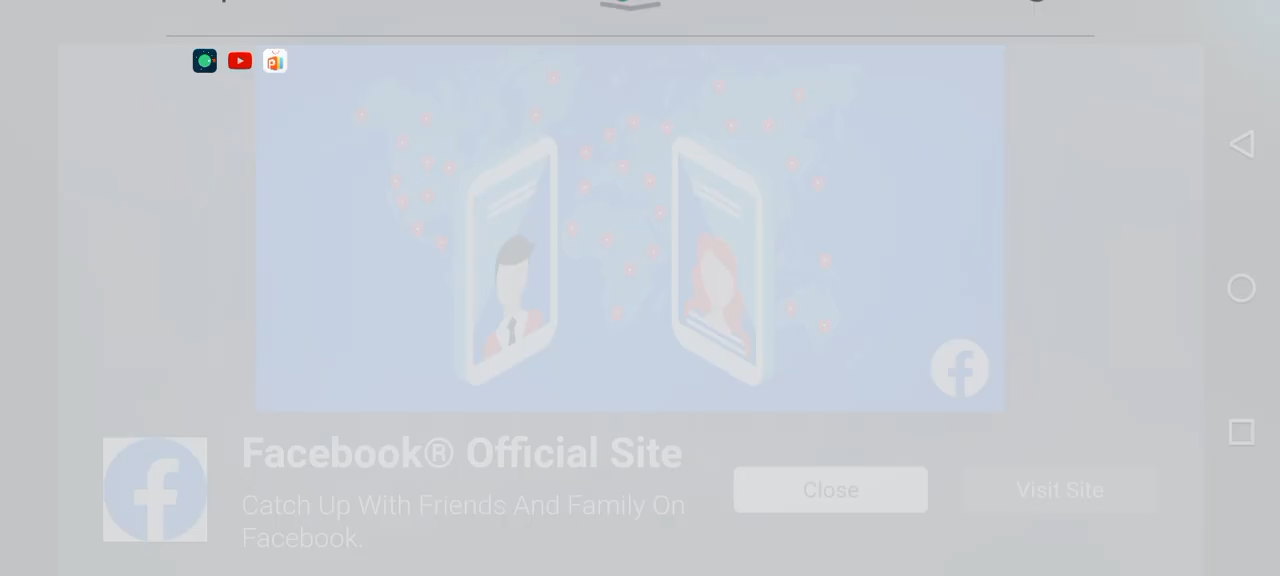 Facebook® Official Site
Catch Up With Friends And Family On
Facebook.
Close
Visit Site